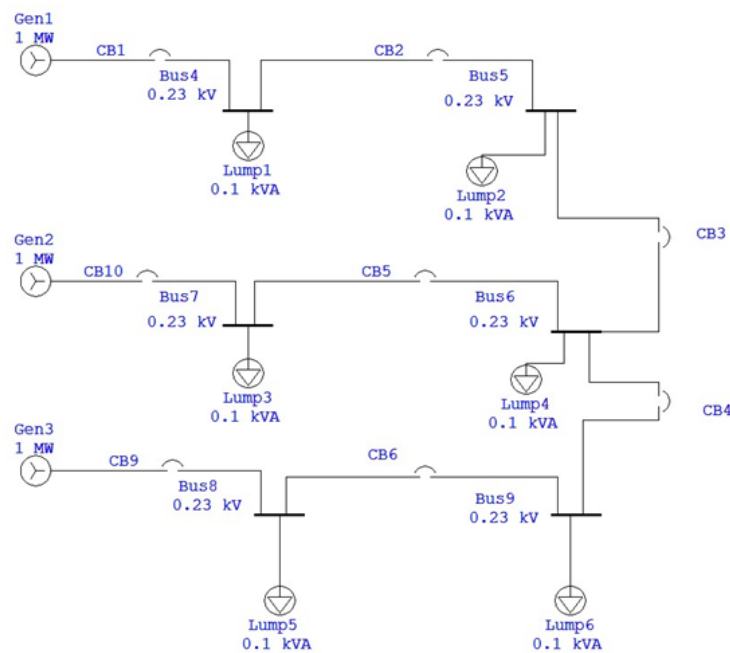 Gen1
1 MW
CB1
CB2
Bus4
0.23 kV
Bus5
0.23 kV
Lump1
0.1 kVA
Lump2
0.1 kVA
CB3
Gen2
1 MW
CB10
CB5
Bus7
0.23 kV
Bus6
0.23 kV
Lump3
0.1 kVA
Lump4
0.1 kVA
CB4
Gen3
1 MW
CB9
CB6
Bus8
0.23 kV
Bus9
0.23 kV
Lump5
0.1 kVA
Lump6
0.1 kVA